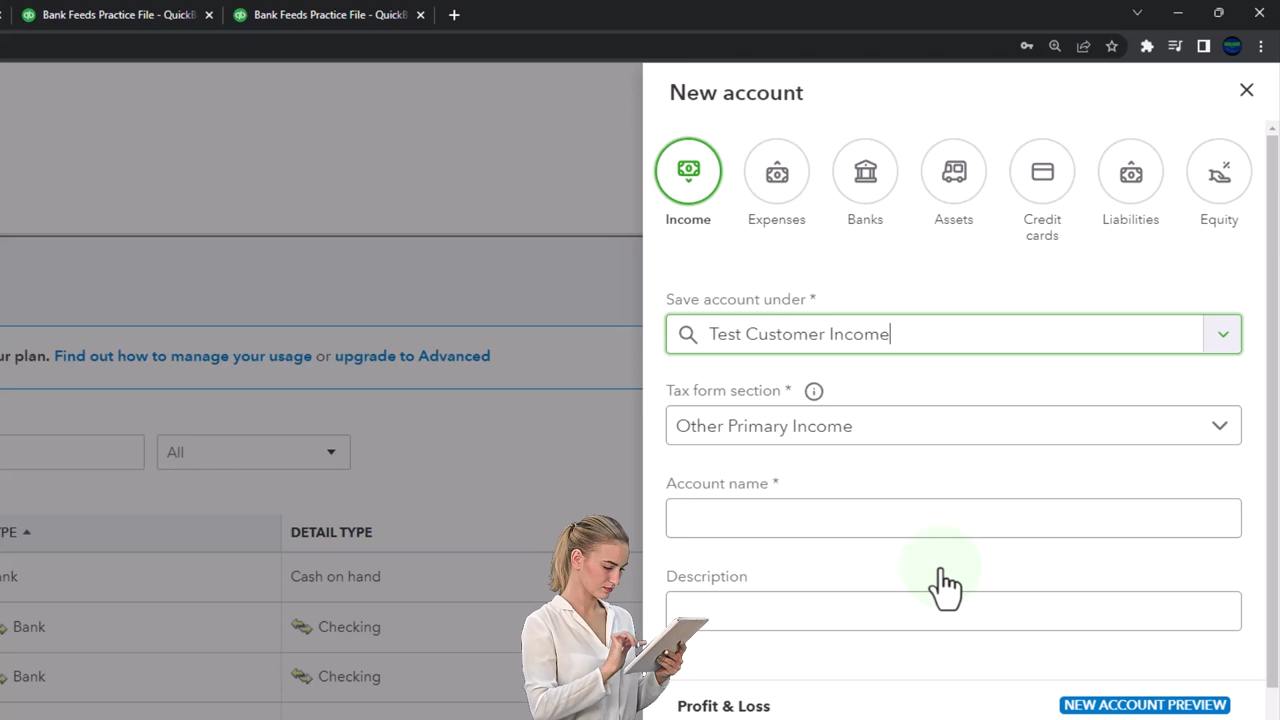 Bank Feeds Practice File - QuickB
Bank Feeds Practice File - QuickB
New account
Income
Expenses
Banks
Assets
Credit
cards
Liabilities
Equity
Save account under *
Test Customer Income
ur plan. Find out how to manage your usage or upgrade to Advanced
Tax form section *
Other Primary Income
All
Account name *
PE
DETAIL TYPE
nk
Cash on hand
Description
Bank
Checking
Bank
Checking
Profit & Loss
NEW ACCOUNT PREVIEW